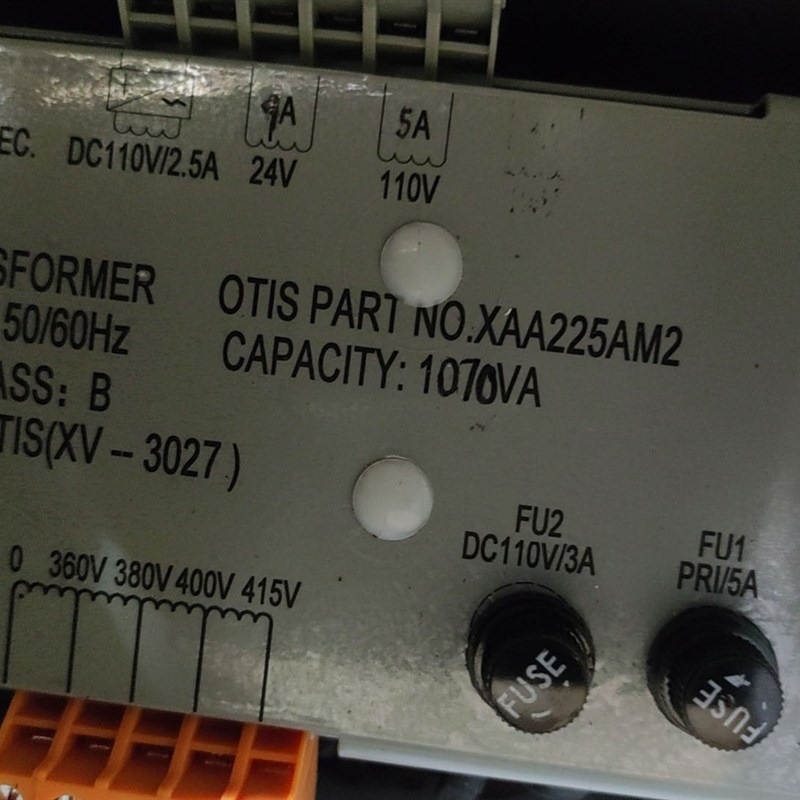 EC. DC110V/2.5A
24V
5A
110V
SFORMER
50/60Hz
ASS: B
TIS(XV -- 3027 )
OTIS PART NO.XAA225AM2
CAPACITY: 1070VA
0 360V 380V 400V 415V
FU2
DC110V/3A
FUSE
FU1
PRI/5A
FUSE